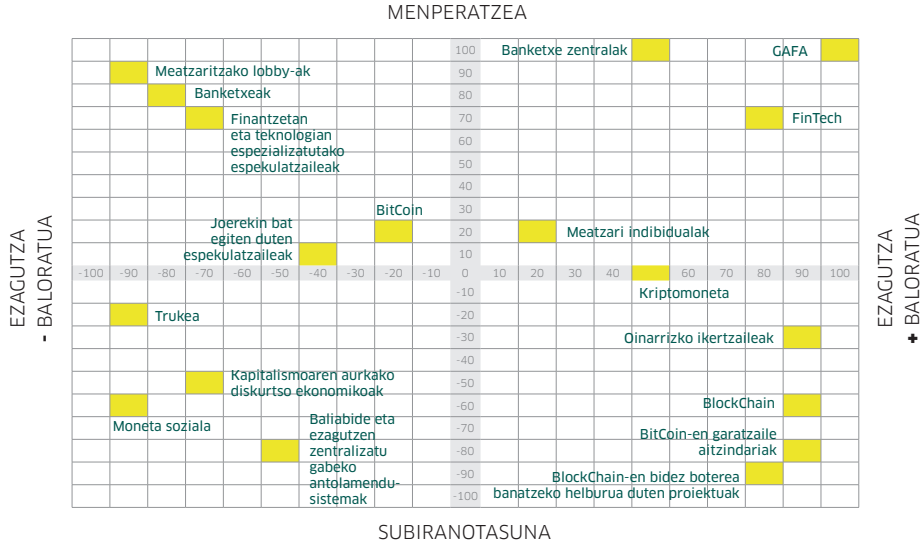 MENPERATZEA
100
Banketxe zentralak
GAFA
90
Meatzaritzako lobby-ak
80
Banketxeak
70
Finantzetan
eta teknologian
espezializatutako
espekulatzaileak
FinTech
60
50
40
30
BitCoin
20
Joerekin bat
egiten duten
espekulatzaileak
Meatzari indibidualak
10
-100 -90 -80 -70 -60 -50 -40 -30 -20 -10 0 10 20 30 40 50 60 70 80 90 100
EZAGUTZA
- BALORATUA
EZAGUTZA
+ BALORATUA
-10
Kriptomoneta
-20
Trukea
-30
Oinarrizko ikertzaileak
-40
-50
Kapitalismoaren aurkako
diskurtso ekonomikoak
-60
BlockChain
Moneta soziala
-70
Baliabide eta
ezagutzen
zentralizatu
gabeko
antolamendu-
sistemak
BitCoin-en garatzaile
aitzindariak
-80
-90
BlockChain-en bidez boterea
banatzeko helburua duten proiektuak
-100
SUBIRANOTASUNA